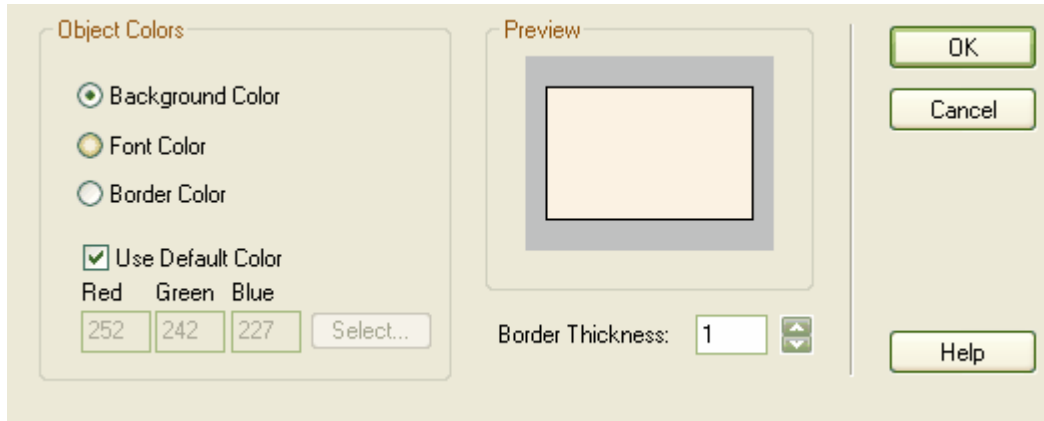 Object Colors
Background Color
Font Color
Border Color
Use Default Color
Red Green Blue
252 242 227 Select...
Preview
Border Thickness: 1
OK
Cancel
Help